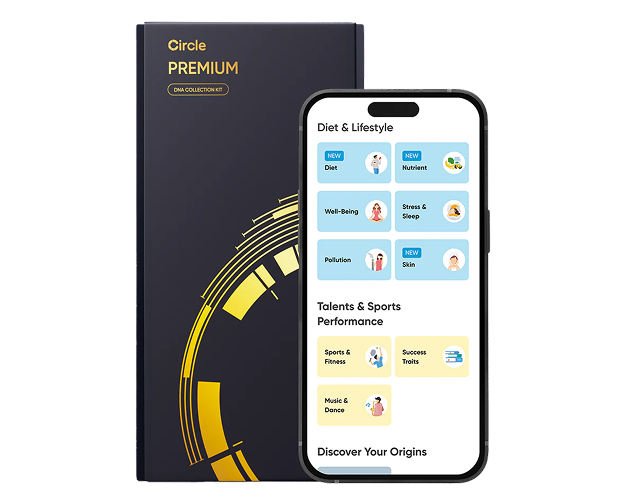 Circle
PREMIUM
DNA COLLECTION KIT
Diet & Lifestyle
NEW
Diet
NEW
Nutrient
Well-Being
Stress &
Sleep
Pollution
NEW
Skin
Talents & Sports
Performance
Sports &
Fitness
Success
Traits
Music &
Dance
Discover Your Origins